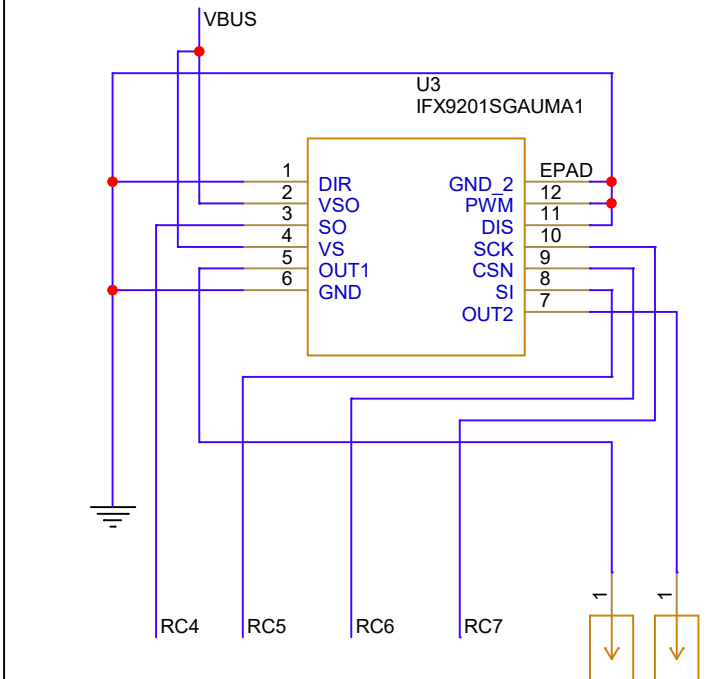 VBUS
U3
IFX9201SGAUMA1
1
DIR
2
VSO
3
SO
4
VS
5
OUT1
6
GND
EPAD
GND_2
12
PWM
11
DIS
10
SCK
9
CSN
8
SI
7
OUT2
1
1
RC4
RC5
RC6
RC7